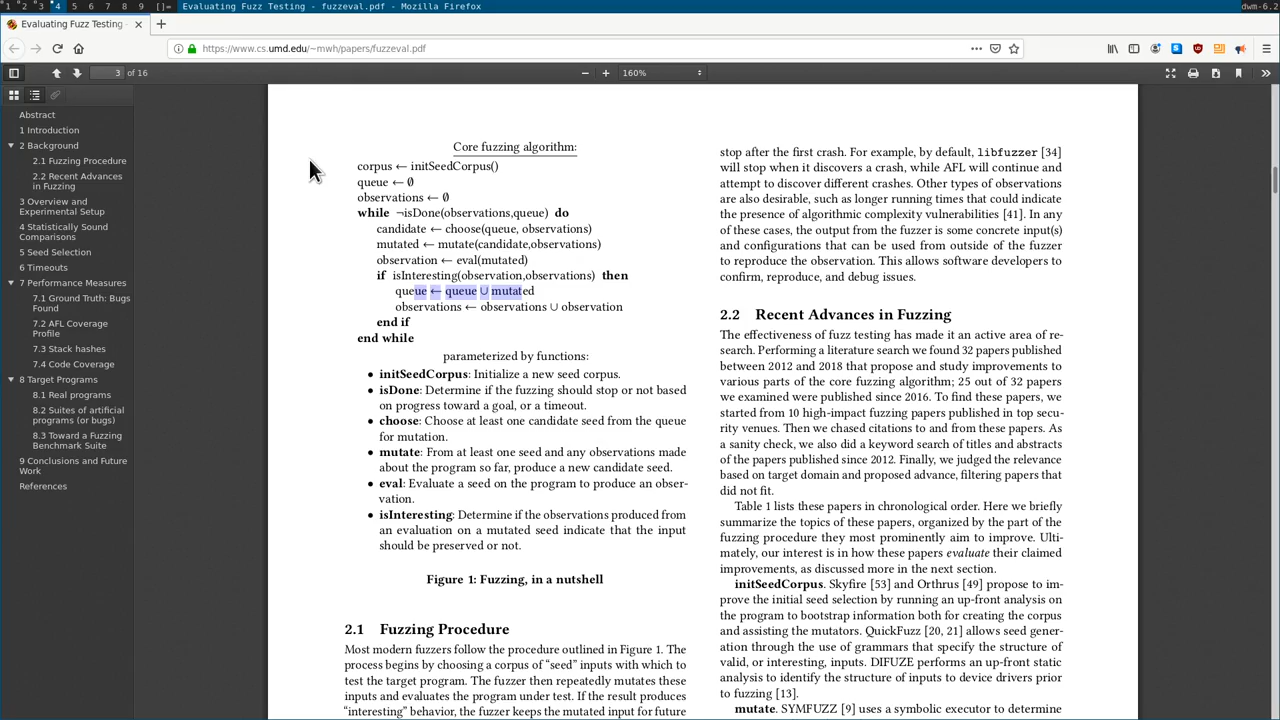 1 2 3 4 5 6 7 8 9 []= Evaluating Fuzz Testing - fuzzeval.pdf - Mozilla Firefox dwm-6.2
Evaluating Fuzz Testing -
https://www.cs.umd.edu/~mwh/papers/fuzzeval.pdf
3 of 16 160%
Abstract
1 Introduction
2 Background
2.1 Fuzzing Procedure
2.2 Recent Advances
in Fuzzing
3 Overview and
Experimental Setup
4 Statistically Sound
Comparisons
5 Seed Selection
6 Timeouts
7 Performance Measures
7.1 Ground Truth: Bugs
Found
7.2 AFL Coverage
Profile
7.3 Stack hashes
7.4 Code Coverage
8 Target Programs
8.1 Real programs
8.2 Suites of artificial
programs (or bugs)
8.3 Toward a Fuzzing
Benchmark Suite
9 Conclusions and Future
Work
References
Core fuzzing algorithm:
corpus ← initSeedCorpus()
queue ← ∅
observations ← ∅
while ¬isDone(observations,queue) do
candidate ← choose(queue, observations)
mutated ← mutate(candidate,observations)
observation ← eval(mutated)
if isInteresting(observation,observations) then
queue ← queue ∪ mutated
observations ← observations ∪ observation
end if
end while
parameterized by functions:
• initSeedCorpus: Initialize a new seed corpus.
• isDone: Determine if the fuzzing should stop or not based
on progress toward a goal, or a timeout.
• choose: Choose at least one candidate seed from the queue
for mutation.
• mutate: From at least one seed and any observations made
about the program so far, produce a new candidate seed.
• eval: Evaluate a seed on the program to produce an obser-
vation.
• isInteresting: Determine if the observations produced from
an evaluation on a mutated seed indicate that the input
should be preserved or not.
Figure 1: Fuzzing, in a nutshell
2.1 Fuzzing Procedure
Most modern fuzzers follow the procedure outlined in Figure 1. The
process begins by choosing a corpus of “seed” inputs with which to
test the target program. The fuzzer then repeatedly mutates these
inputs and evaluates the program under test. If the result produces
“interesting” behavior, the fuzzer keeps the mutated input for future
stop after the first crash. For example, by default, libfuzzer [34]
will stop when it discovers a crash, while AFL will continue and
attempt to discover different crashes. Other types of observations
are also desirable, such as longer running times that could indicate
the presence of algorithmic complexity vulnerabilities [41]. In any
of these cases, the output from the fuzzer is some concrete input(s)
and configurations that can be used from outside of the fuzzer
to reproduce the observation. This allows software developers to
confirm, reproduce, and debug issues.
2.2 Recent Advances in Fuzzing
The effectiveness of fuzz testing has made it an active area of re-
search. Performing a literature search we found 32 papers published
between 2012 and 2018 that propose and study improvements to
various parts of the core fuzzing algorithm; 25 out of 32 papers
we examined were published since 2016. To find these papers, we
started from 10 high-impact fuzzing papers published in top secu-
rity venues. Then we chased citations to and from these papers. As
a sanity check, we also did a keyword search of titles and abstracts
of the papers published since 2012. Finally, we judged the relevance
based on target domain and proposed advance, filtering papers that
did not fit.
Table 1 lists these papers in chronological order. Here we briefly
summarize the topics of these papers, organized by the part of the
fuzzing procedure they most prominently aim to improve. Ulti-
mately, our interest is in how these papers evaluate their claimed
improvements, as discussed more in the next section.
initSeedCorpus. Skyfire [53] and Orthrus [49] propose to im-
prove the initial seed selection by running an up-front analysis on
the program to bootstrap information both for creating the corpus
and assisting the mutators. QuickFuzz [20, 21] allows seed gener-
ation through the use of grammars that specify the structure of
valid, or interesting, inputs. DIFUZE performs an up-front static
analysis to identify the structure of inputs to device drivers prior
to fuzzing [13].
mutate. SYMFUZZ [9] uses a symbolic executor to determine